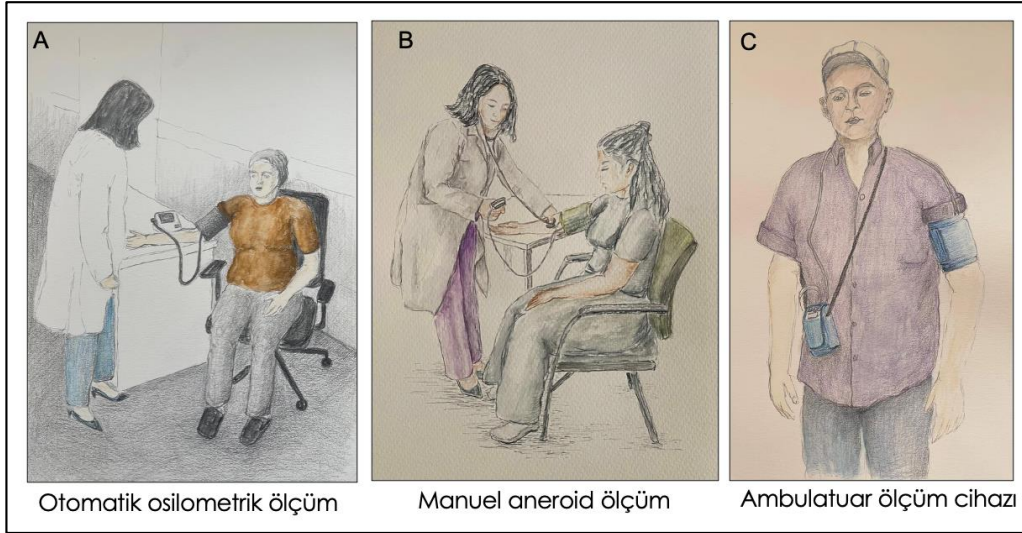 A
B
C
Otomatik osilometrik ölçüm
Manuel aneroid ölçüm
Ambulatuar ölçüm cihazı